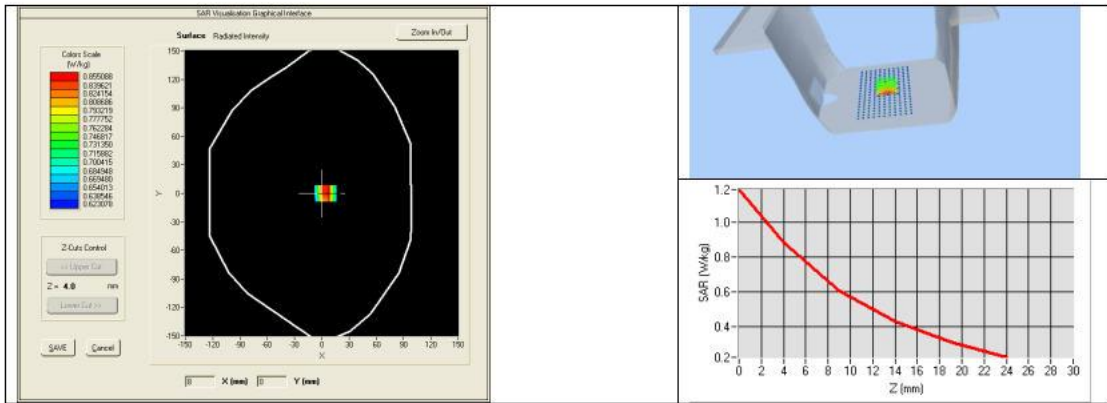 SAR Visualisation Graphical Interface
Surface Radiated Intensity
Zoom In/Out
Colors Scale
(W/kg)
0.855088
0.839621
0.824154
0.808686
0.793219
0.777752
0.762284
0.746817
0.731350
0.715882
0.700415
0.684948
0.669480
0.654013
0.638546
0.623078
150
120
90
60
30
0
-30
-60
-90
-120
-150
Y
-150 -120 -90 -60 -30 0 30 60 90 120 150
X
Z-Cuts Control
<< Upper Cut
Z = 4.0 mm
Lower Cut >>
SAVE Cancel
0 X (mm) 0 Y (mm)
1.2
1.0
0.8
0.6
0.4
0.2
SAR (W/kg)
0 2 4 6 8 10 12 14 16 18 20 22 24 26 28 30
Z (mm)